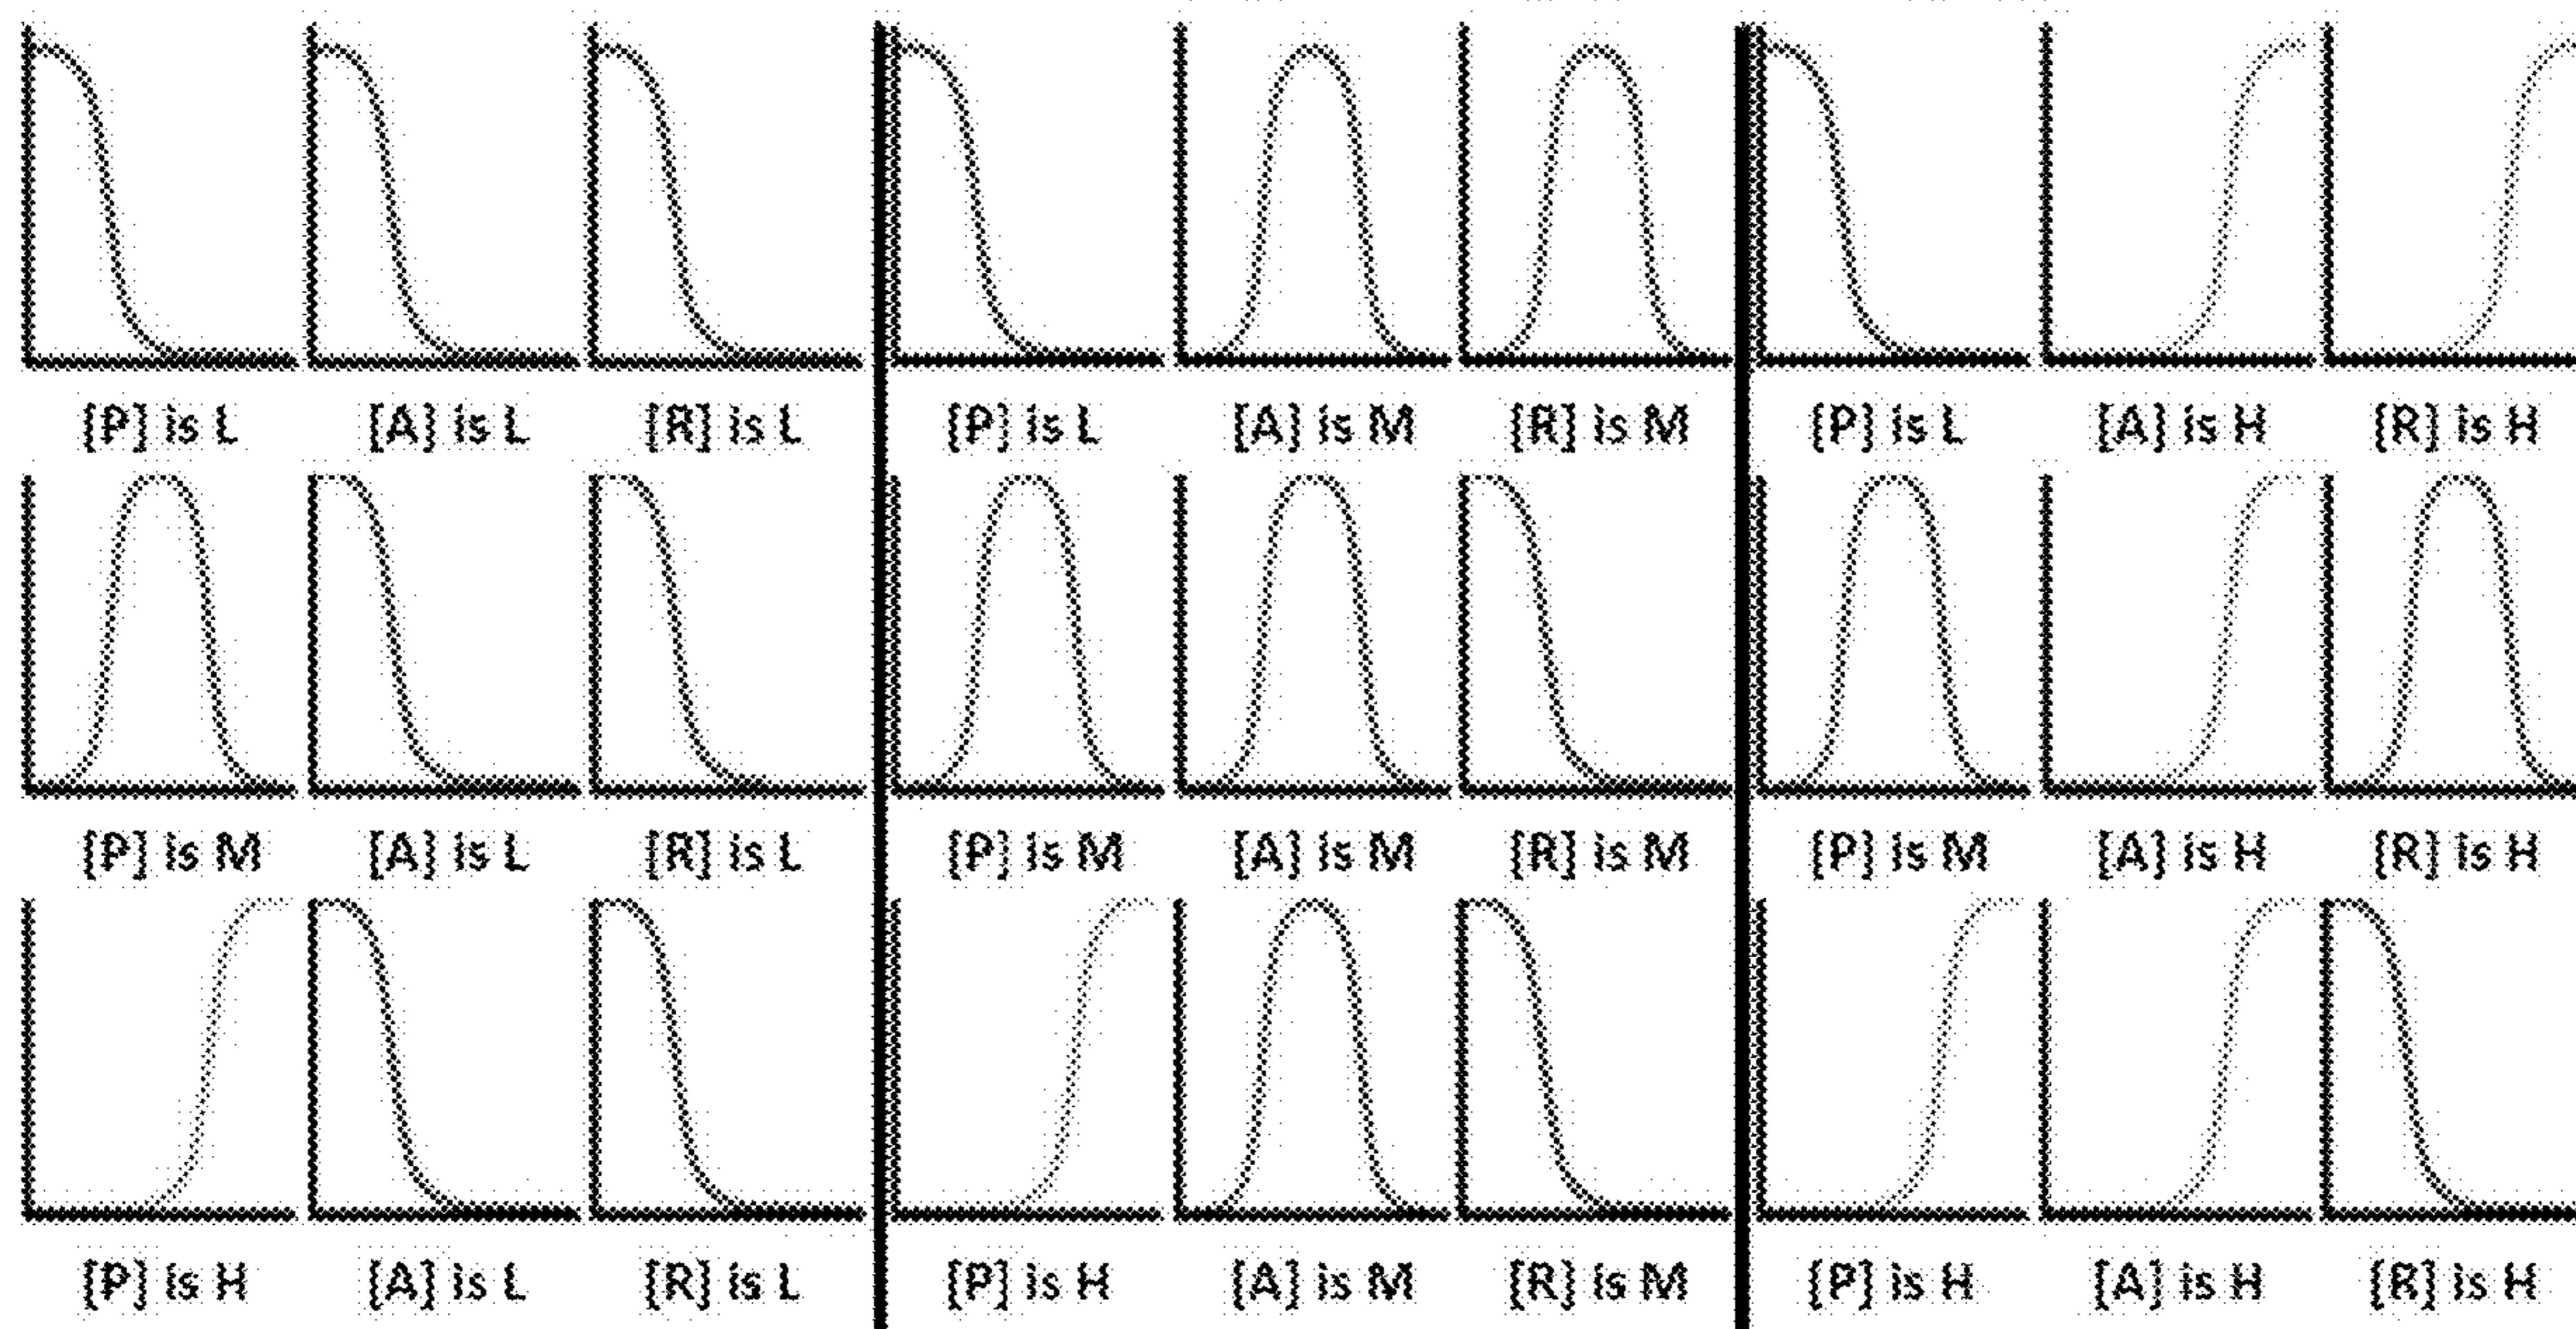 [P] is L [A] is L [R] is L [P] is L [A] is M [R] is M [P] is L [A] is H [R] is H
[P] is M [A] is L [R] is L [P] is M [A] is M [R] is M [P] is M [A] is H [R] is H
[P] is H [A] is L [R] is L [P] is H [A] is M [R] is M [P] is H [A] is H [R] is H